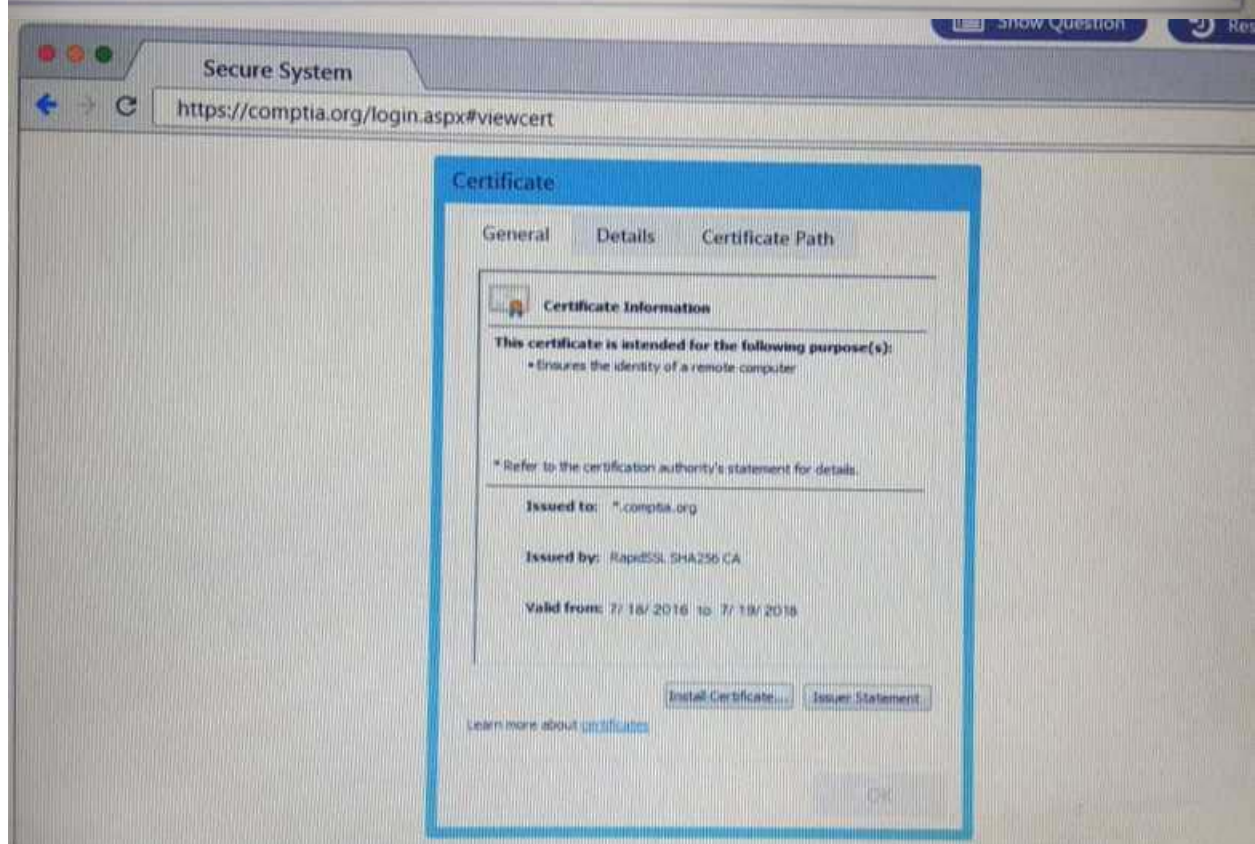 Show Question
Res
Secure System
https://comptia.org/login.aspx#viewcert
Certificate
General Details Certificate Path
Certificate Information
This certificate is intended for the following purpose(s):
• Ensures the identity of a remote computer
* Refer to the certification authority's statement for details.
Issued to: *.comptia.org
Issued by: RapidSSL SHA256 CA
Valid from: 7/ 18/ 2016 to 7/ 19/ 2018
Install Certificate... Issuer Statement
Learn more about certificates
OK